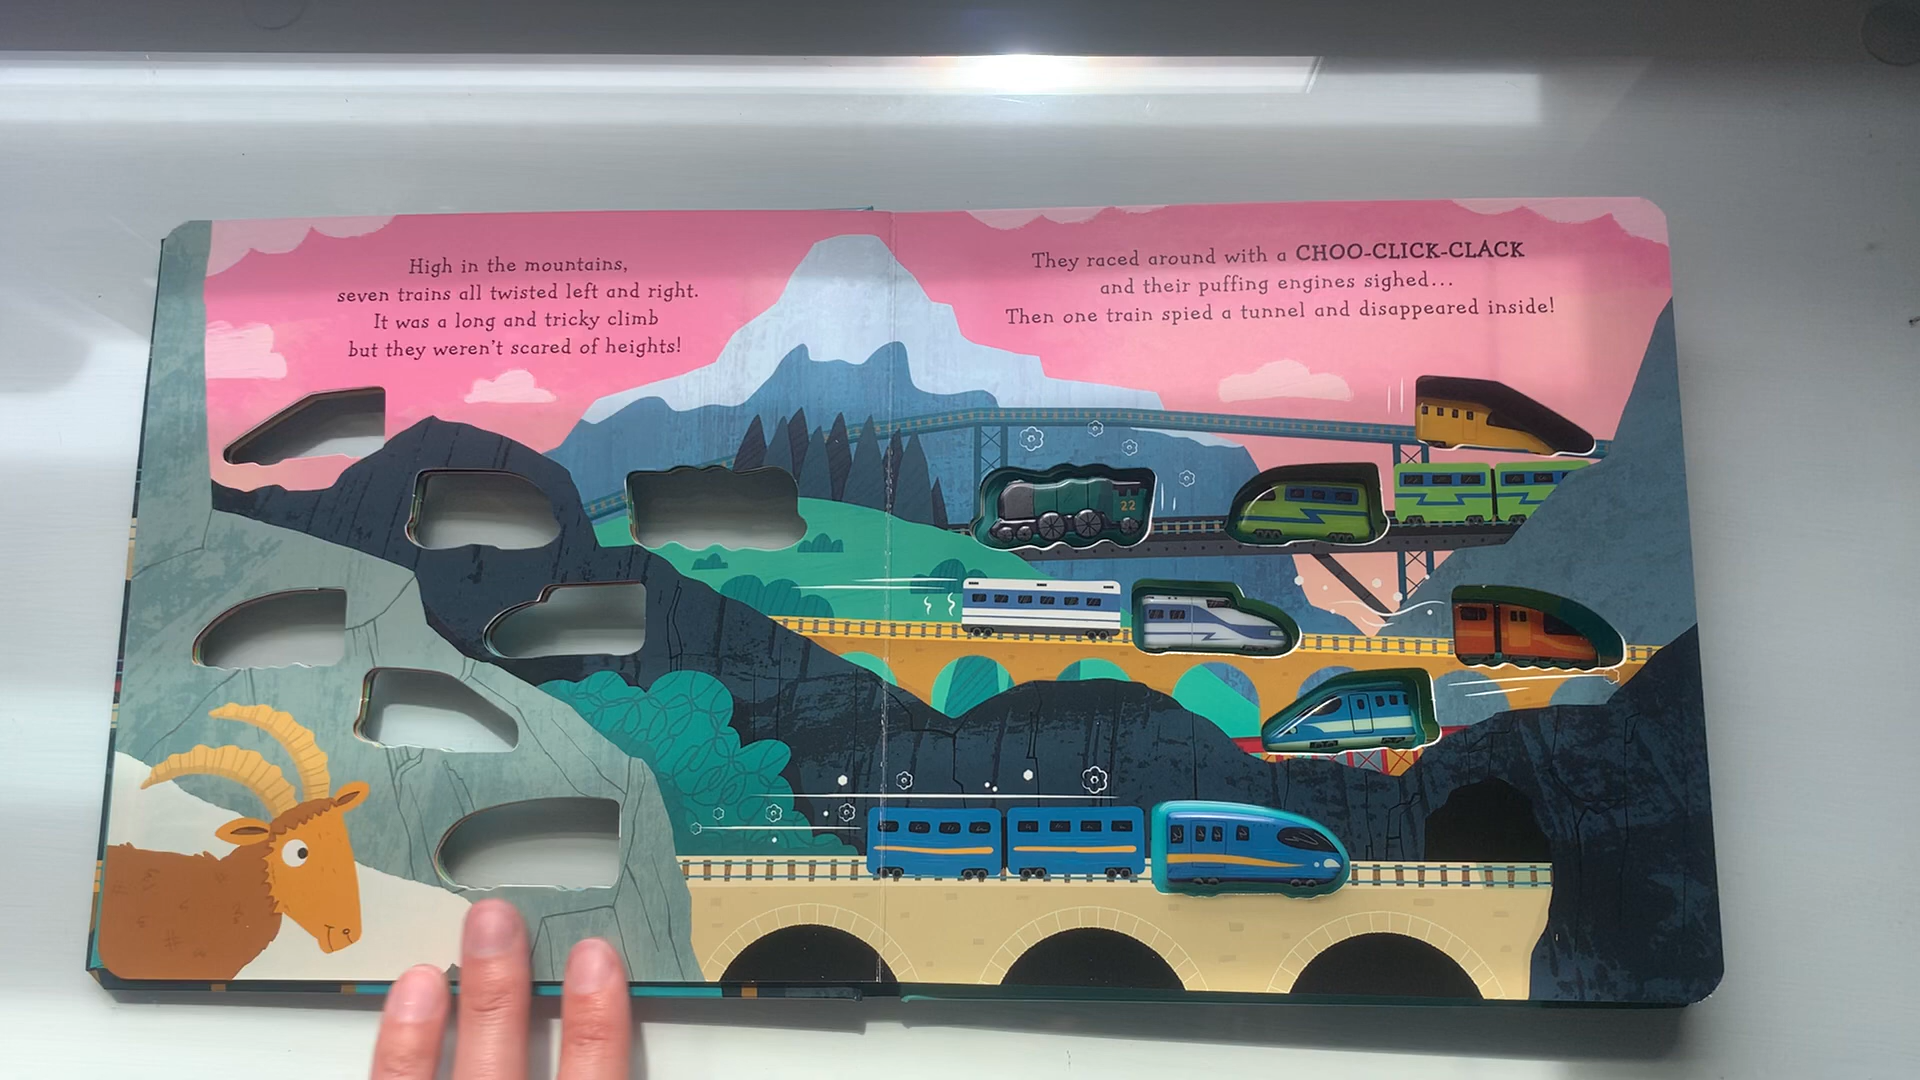 High in the mountains,
seven trains all twisted left and right.
It was a long and tricky climb
but they weren't scared of heights!
They raced around with a CHOO-CLICK-CLACK
and their puffing engines sighed...
Then one train spied a tunnel and disappeared inside!
22